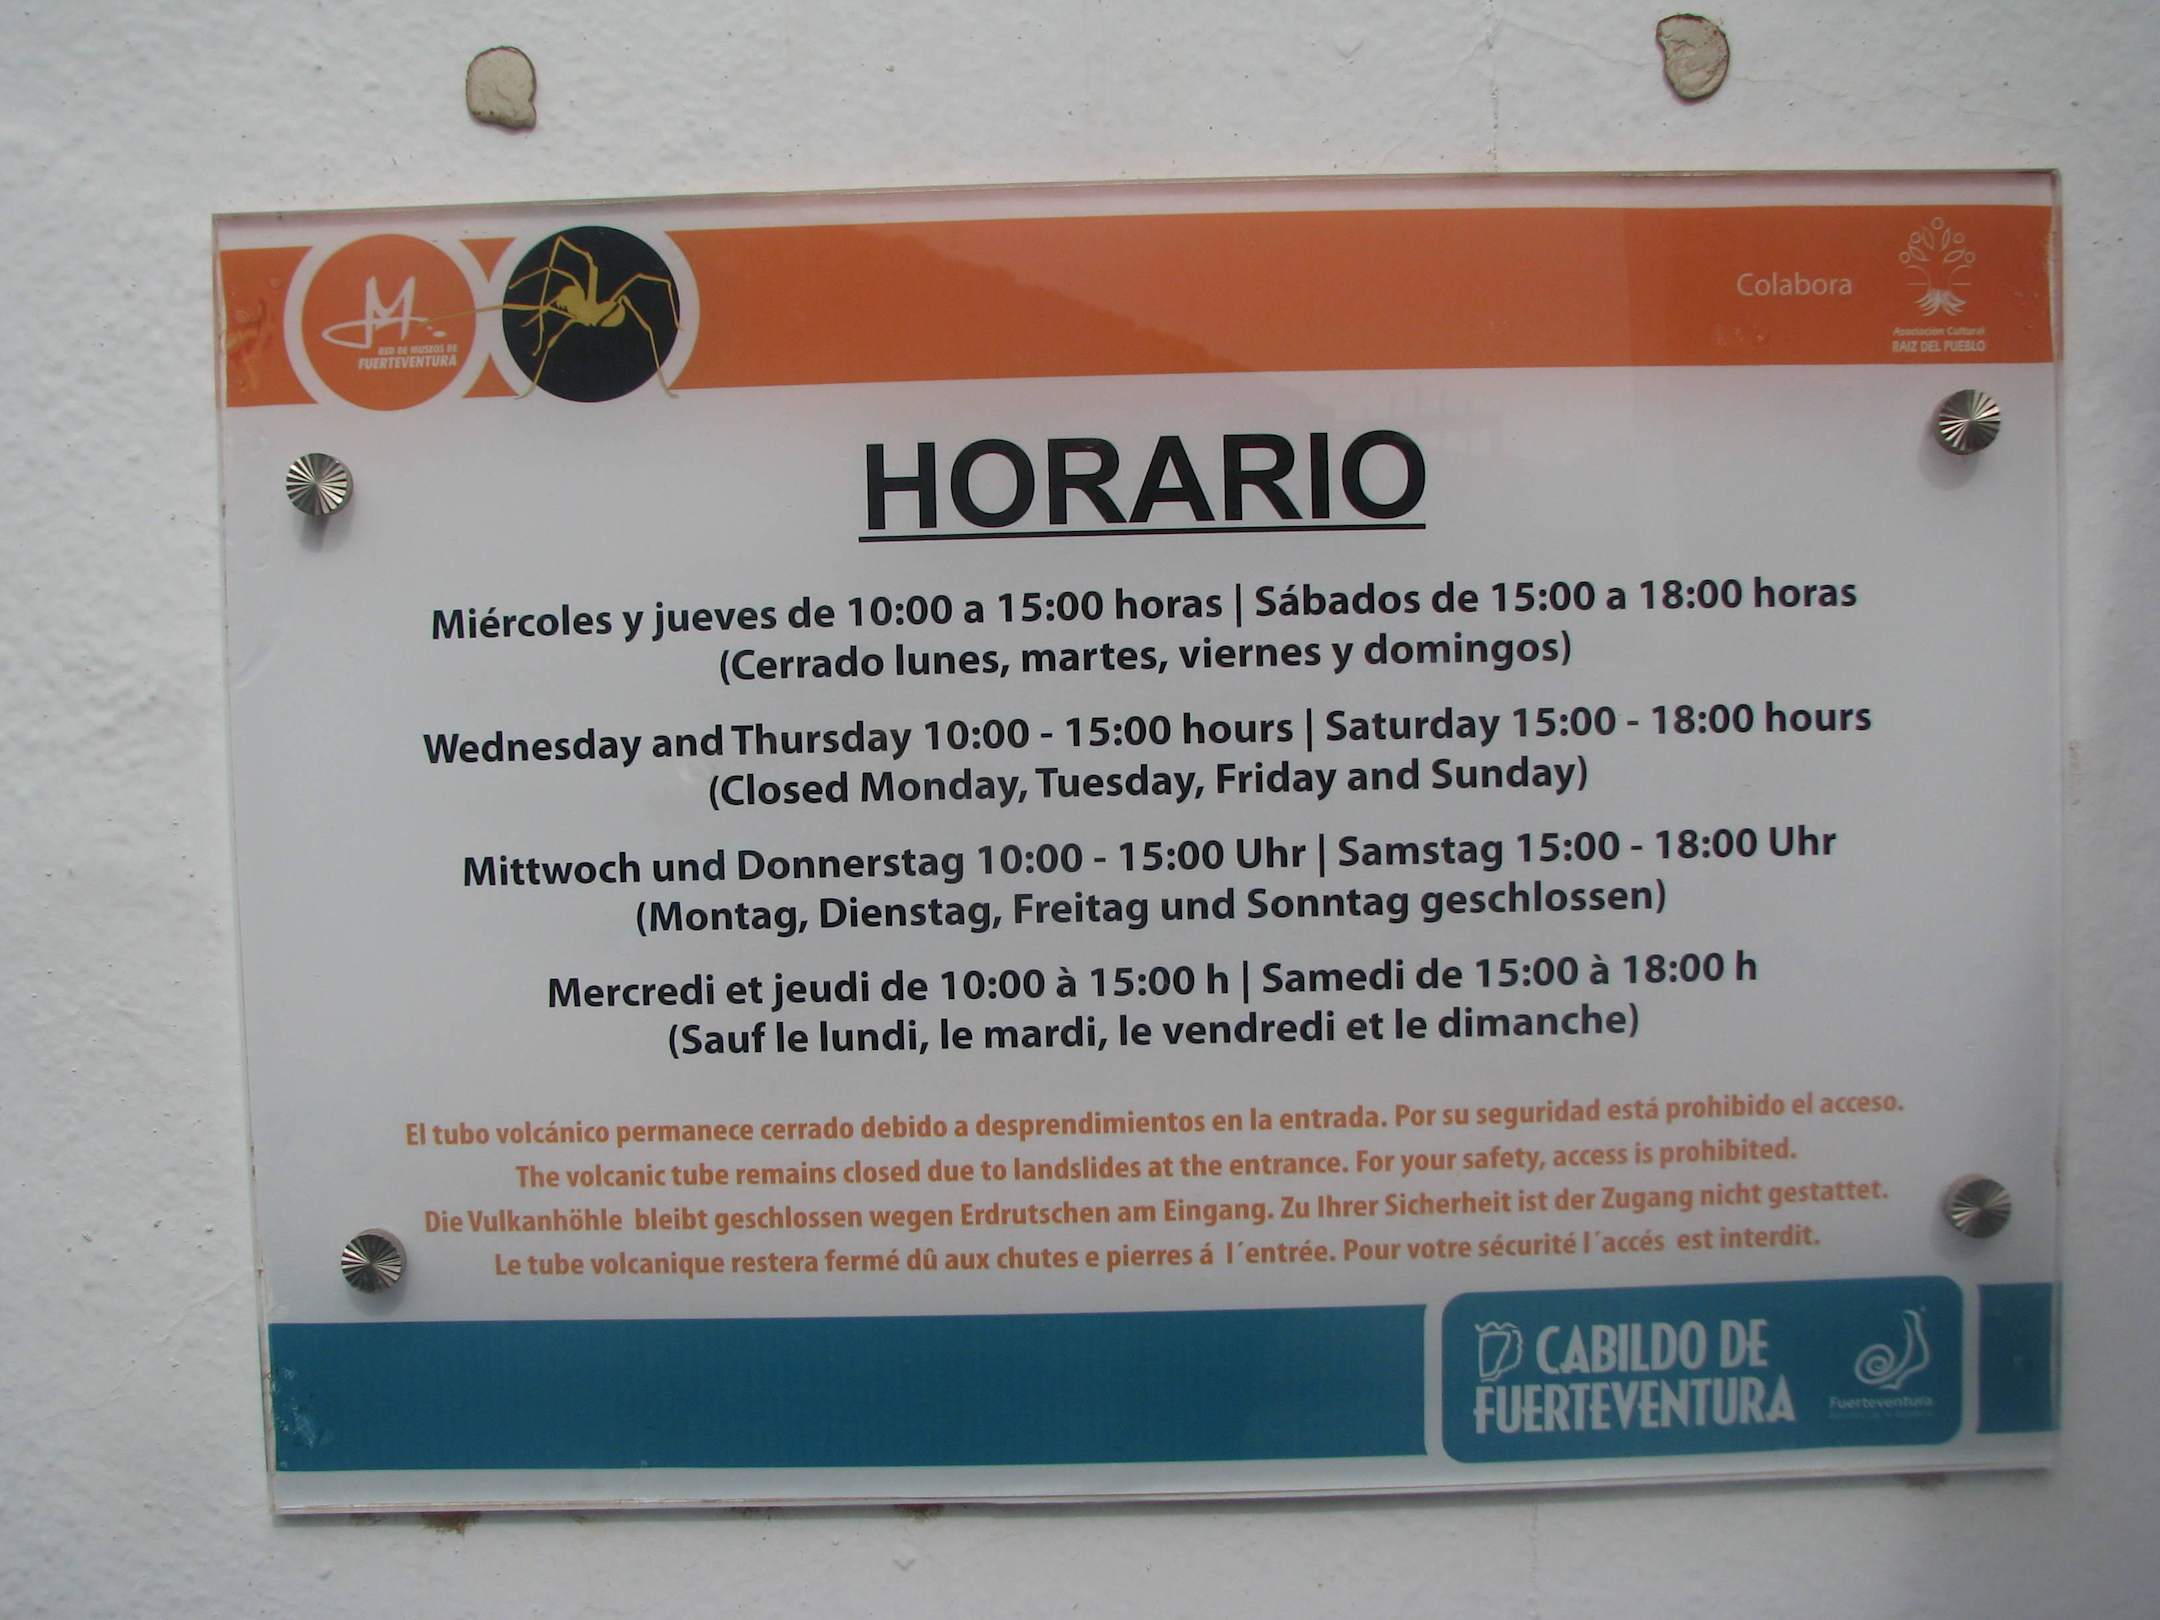 RED DE MUSEOS DE
FUERTEVENTURA
Colabora
Asociación Cultural
RAIZ DEL PUEBLO
HORARIO
Miércoles y jueves de 10:00 a 15:00 horas | Sábados de 15:00 a 18:00 horas
(Cerrado lunes, martes, viernes y domingos)
Wednesday and Thursday 10:00 - 15:00 hours | Saturday 15:00 - 18:00 hours
(Closed Monday, Tuesday, Friday and Sunday)
Mittwoch und Donnerstag 10:00 - 15:00 Uhr | Samstag 15:00 - 18:00 Uhr
(Montag, Dienstag, Freitag und Sonntag geschlossen)
Mercredi et jeudi de 10:00 à 15:00 h | Samedi de 15:00 à 18:00 h
(Sauf le lundi, le mardi, le vendredi et le dimanche)
El tubo volcánico permanece cerrado debido a desprendimientos en la entrada. Por su seguridad está prohibido el acceso.
The volcanic tube remains closed due to landslides at the entrance. For your safety, access is prohibited.
Die Vulkanhöhle bleibt geschlossen wegen Erdrutschen am Eingang. Zu Ihrer Sicherheit ist der Zugang nicht gestattet.
Le tube volcanique restera fermé dû aux chutes e pierres á l´entrée. Pour votre sécurité l´accés est interdit.
CABILDO DE
FUERTEVENTURA
Fuerteventura